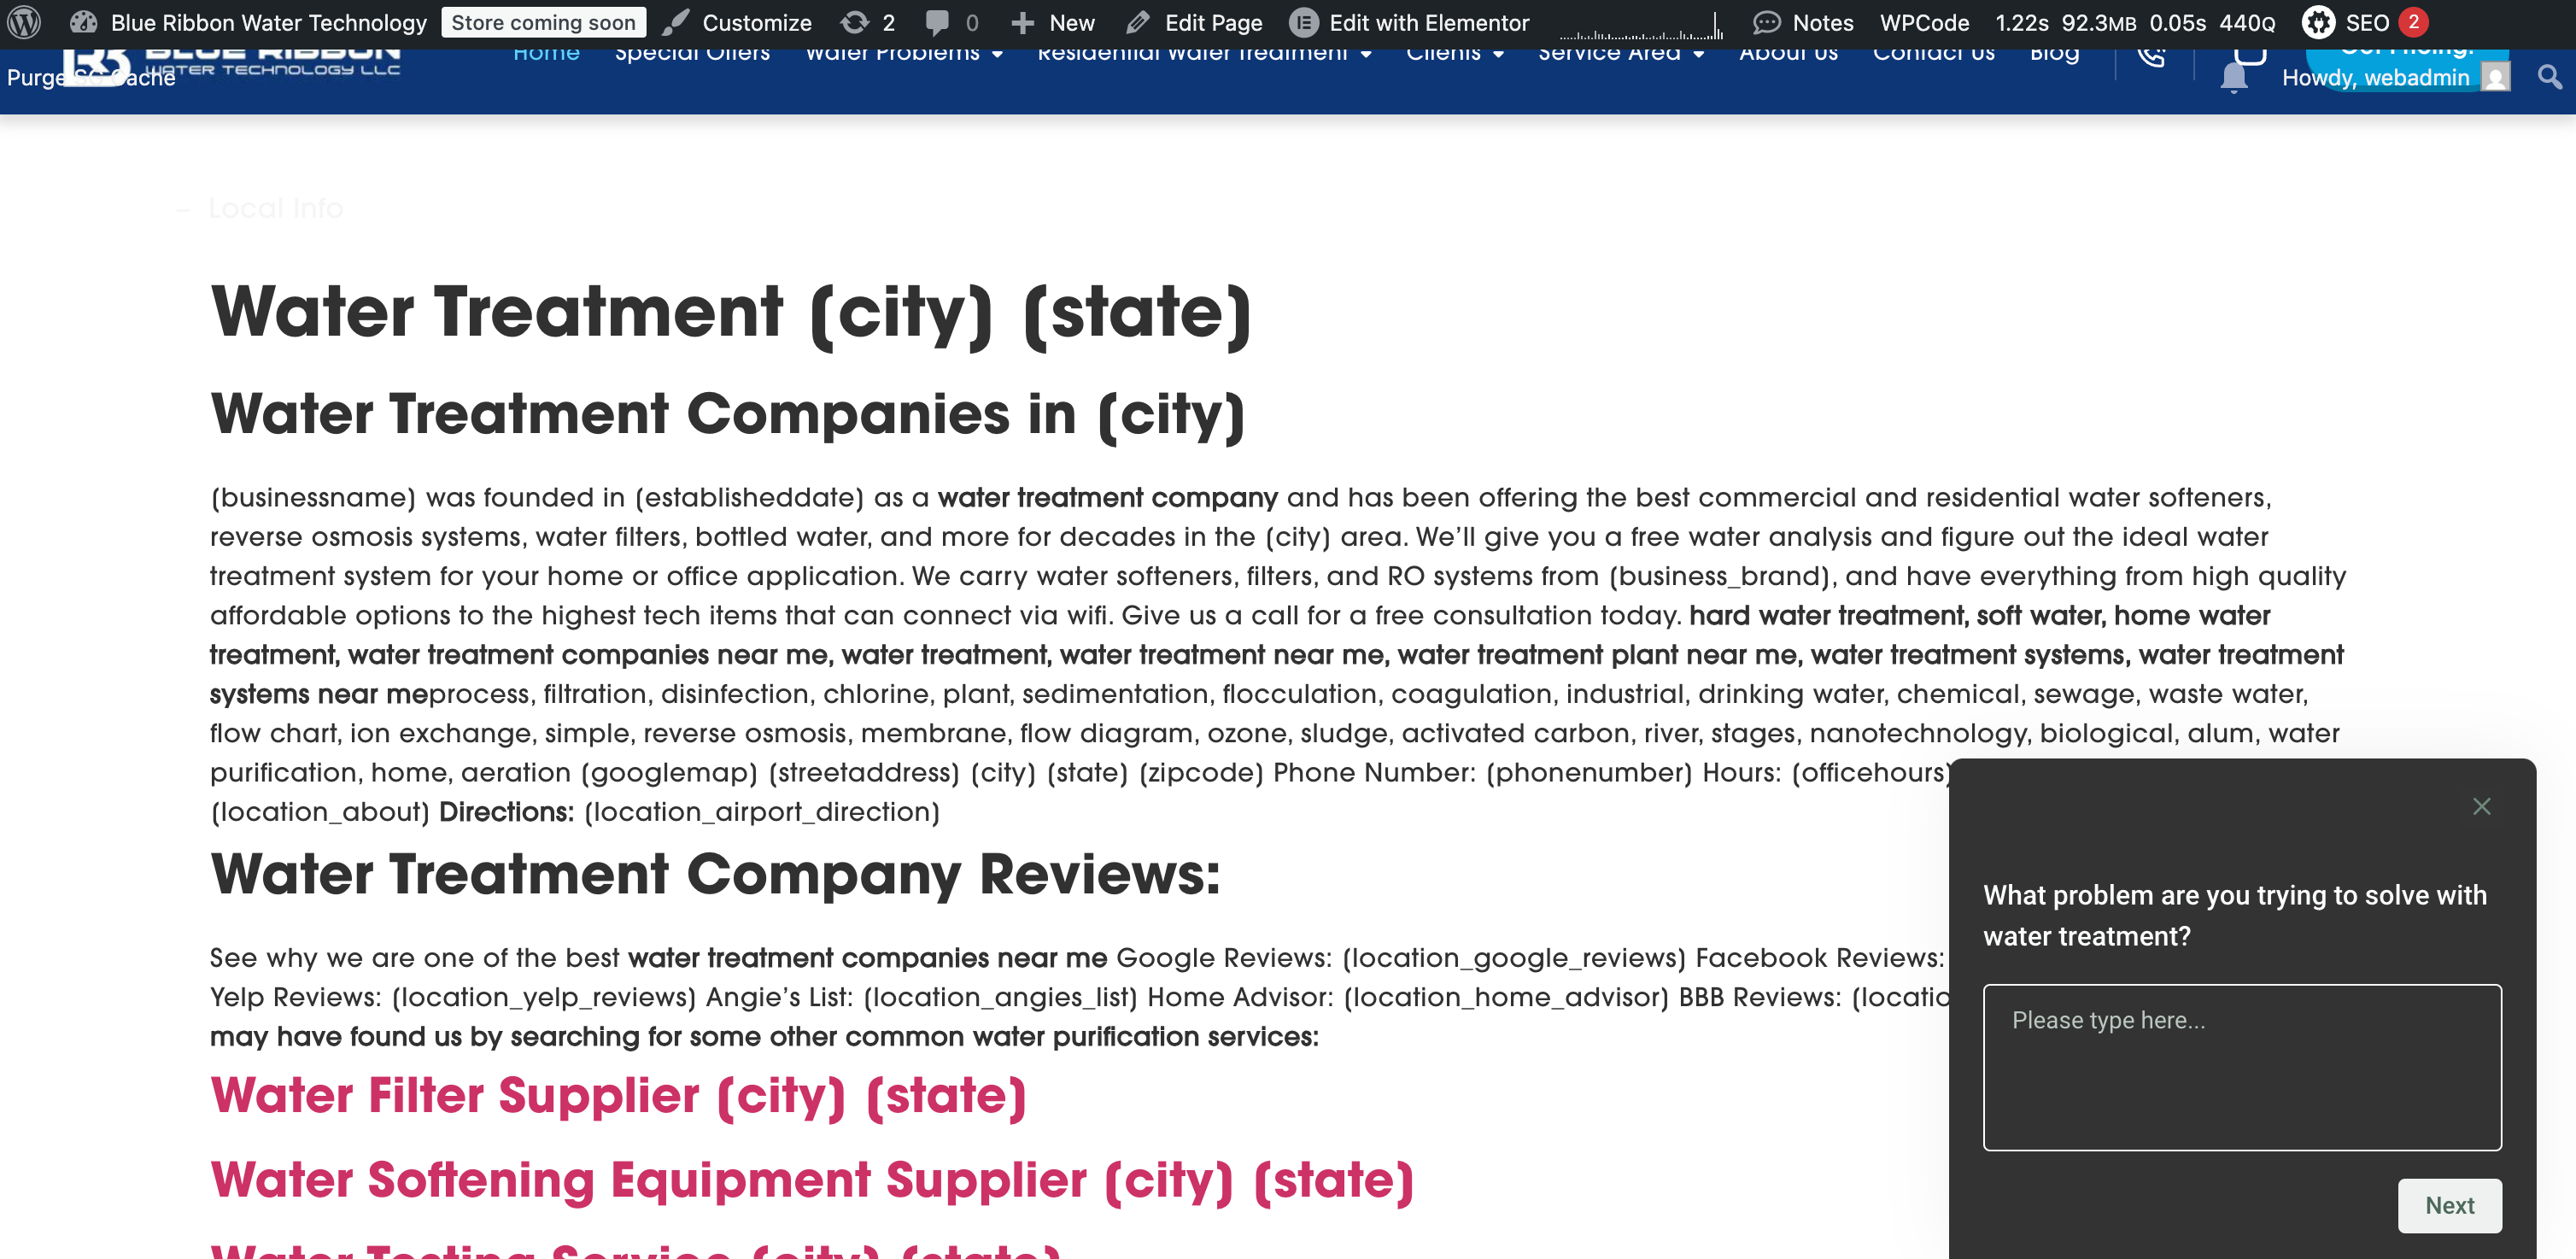 Blue Ribbon Water Technology Store coming soon Customize 2 0 New Edit Page Edit with Elementor Notes WPCode 1.22s 92.3MB 0.05s 440Q SEO 2
BLUE RIBBON
WATER TECHNOLOGY LLC
Home Special Offers Water Problems Residential Water Treatment Clients Service Area About Us Contact Us Blog Get Pricing!
Purge SG Cache
Howdy, webadmin
– Local Info
Water Treatment (city) (state)
Water Treatment Companies in (city)
(businessname) was founded in (establisheddate) as a water treatment company and has been offering the best commercial and residential water softeners,
reverse osmosis systems, water filters, bottled water, and more for decades in the (city) area. We’ll give you a free water analysis and figure out the ideal water
treatment system for your home or office application. We carry water softeners, filters, and RO systems from (business_brand), and have everything from high quality
affordable options to the highest tech items that can connect via wifi. Give us a call for a free consultation today. hard water treatment, soft water, home water
treatment, water treatment companies near me, water treatment, water treatment near me, water treatment plant near me, water treatment systems, water treatment
systems near meprocess, filtration, disinfection, chlorine, plant, sedimentation, flocculation, coagulation, industrial, drinking water, chemical, sewage, waste water,
flow chart, ion exchange, simple, reverse osmosis, membrane, flow diagram, ozone, sludge, activated carbon, river, stages, nanotechnology, biological, alum, water
purification, home, aeration (googlemap) (streetaddress) (city) (state) (zipcode) Phone Number: (phonenumber) Hours: (officehours)
(location_about) Directions: (location_airport_direction)
Water Treatment Company Reviews:
See why we are one of the best water treatment companies near me Google Reviews: (location_google_reviews) Facebook Reviews:
Yelp Reviews: (location_yelp_reviews) Angie’s List: (location_angies_list) Home Advisor: (location_home_advisor) BBB Reviews: (locatio
may have found us by searching for some other common water purification services:
Water Filter Supplier (city) (state)
Water Softening Equipment Supplier (city) (state)
Water Testing Service (city) (state)
What problem are you trying to solve with
water treatment?
Please type here...
Next